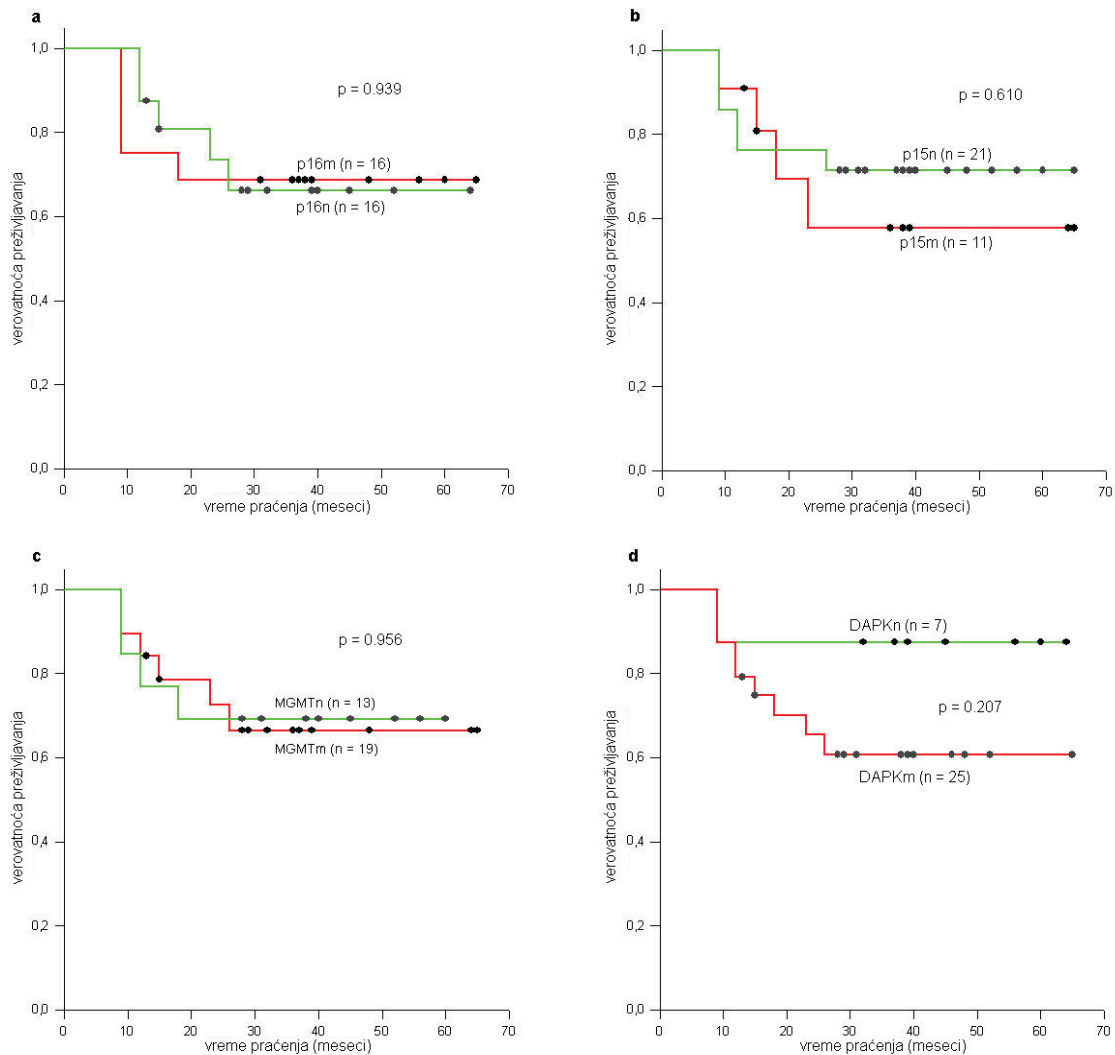 a
1,0
0,8
0,6
0,4
0,2
0,0
verovatnoća preživljavanja
p = 0.939
p16m (n = 16)
p16n (n = 16)
0 10 20 30 40 50 60 70
vreme praćenja (meseci)
b
1,0
0,8
0,6
0,4
0,2
0,0
verovatnoća preživljavanja
p = 0.610
p15n (n = 21)
p15m (n = 11)
0 10 20 30 40 50 60 70
vreme praćenja (meseci)
c
1,0
0,8
0,6
0,4
0,2
0,0
verovatnoća preživljavanja
p = 0.956
MGMTn (n = 13)
MGMTm (n = 19)
0 10 20 30 40 50 60 70
vreme praćenja (meseci)
d
1,0
0,8
0,6
0,4
0,2
0,0
verovatnoća preživljavanja
DAPKn (n = 7)
p = 0.207
DAPKm (n = 25)
0 10 20 30 40 50 60 70
vreme praćenja (meseci)